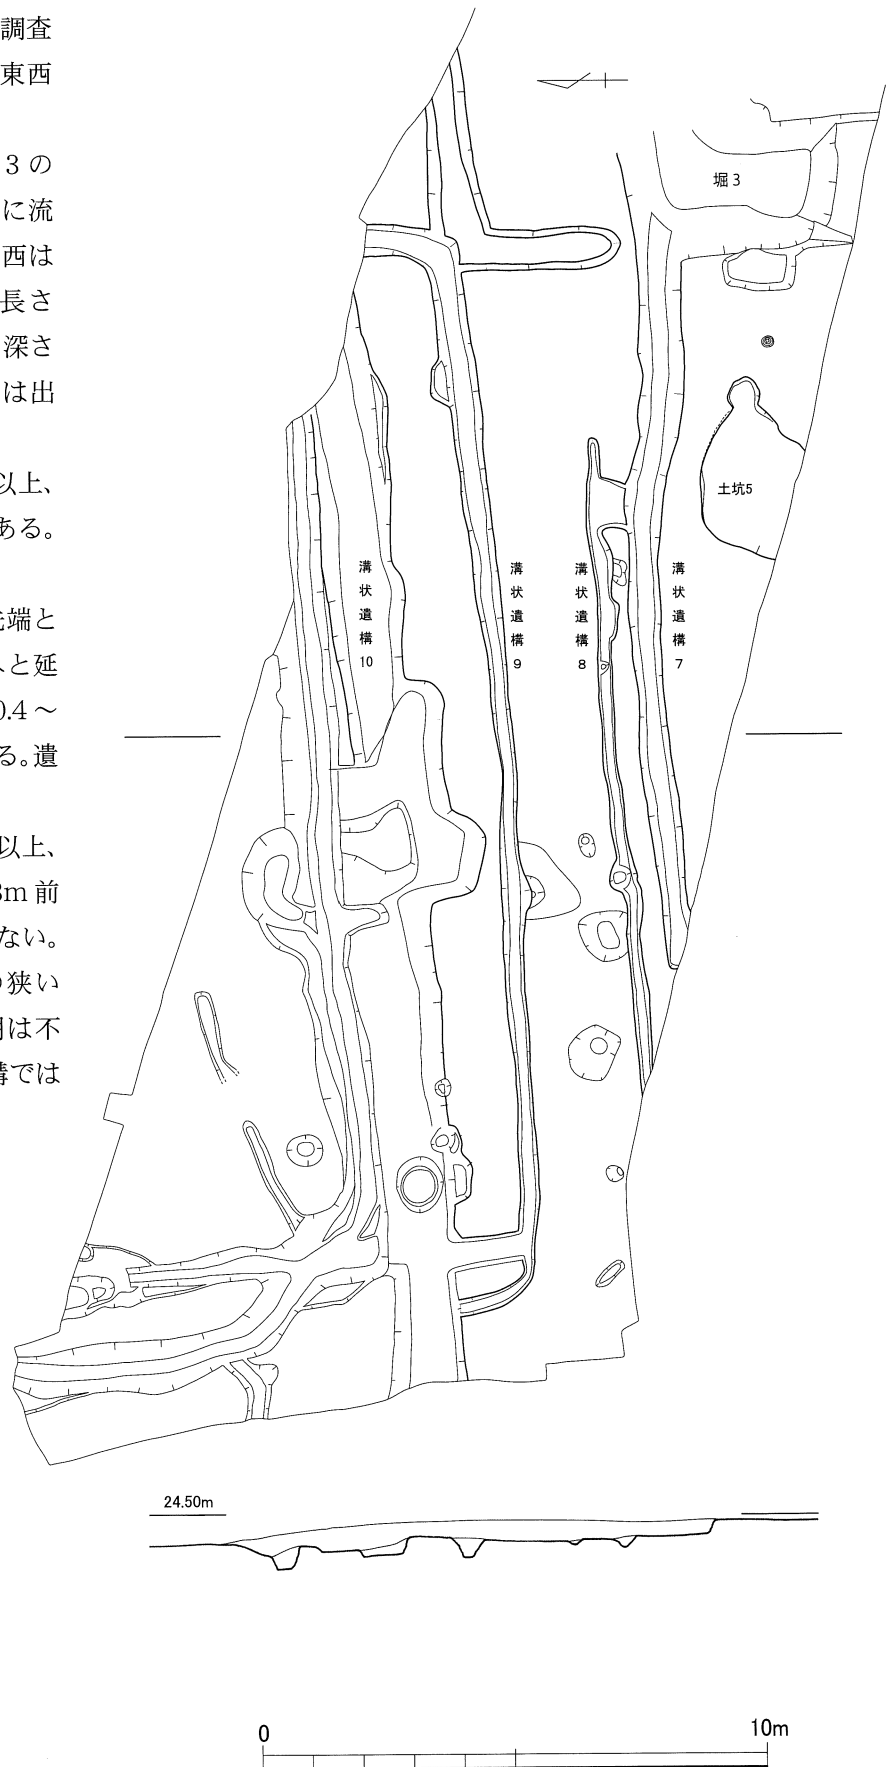 調査
東西
3の
に流
西は
長さ
深さ
は出
以上、
ある。
端と
と延
0.4～
る。遺
以上、
m前
ない。
狭い
は不
構では
堀3
土坑5
溝状遺構10
溝状遺構9
溝状遺構8
溝状遺構7
24.50m
0
10m